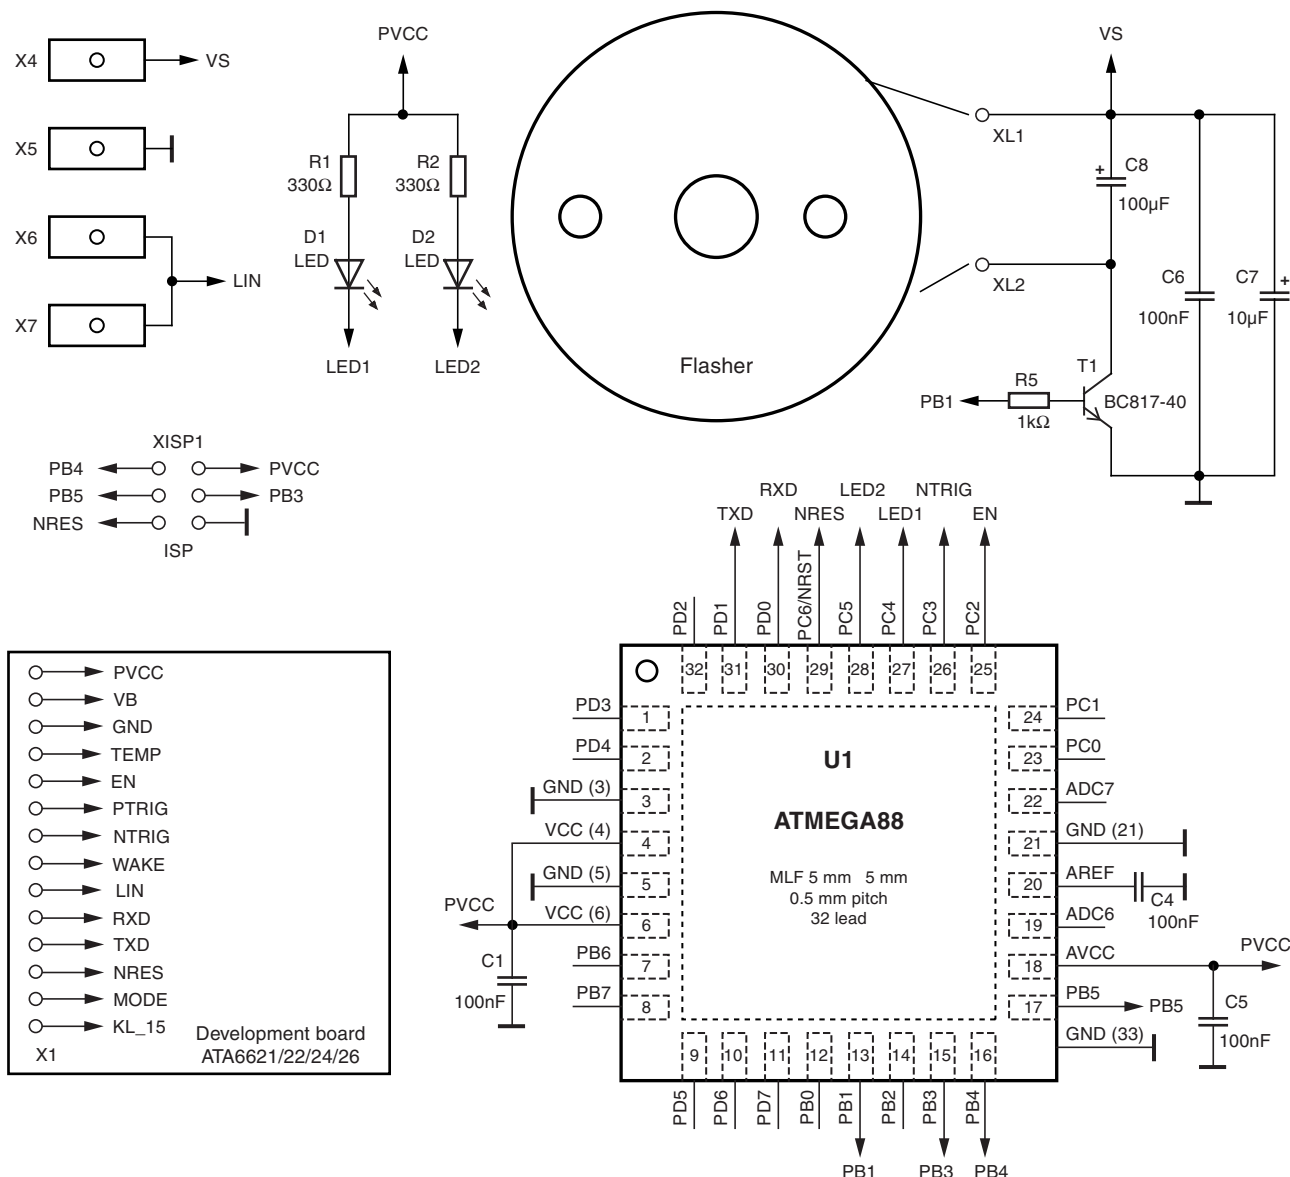 X4
VS
X5
X6
LIN
X7
PVCC
R1
330Ω
R2
330Ω
D1
LED
D2
LED
LED1
LED2
Flasher
VS
XL1
C8
+
100µF
XL2
C6
100nF
C7
+
10µF
T1
BC817-40
R5
1kΩ
PB1
XISP1
PB4
PVCC
PB5
PB3
NRES
ISP
PVCC
VB
GND
TEMP
EN
PTRIG
NTRIG
WAKE
LIN
RXD
TXD
NRES
MODE
KL_15
X1
Development board
ATA6621/22/24/26
RXD
LED2
NTRIG
TXD
NRES
LED1
EN
PD2
PD1
PD0
PC6/NRST
PC5
PC4
PC3
PC2
32
31
30
29
28
27
26
25
PD3
1
PD4
2
GND (3)
3
VCC (4)
4
GND (5)
5
PVCC
VCC (6)
6
PB6
7
PB7
8
C1
100nF
U1
ATMEGA88
MLF 5 mm 5 mm
0.5 mm pitch
32 lead
24
PC1
23
PC0
22
ADC7
21
GND (21)
20
AREF
C4
100nF
19
ADC6
18
AVCC
PVCC
17
PB5
PB5
C5
100nF
GND (33)
9
10
11
12
13
14
15
16
PD5
PD6
PD7
PB0
PB1
PB2
PB3
PB4
PB1
PB3
PB4